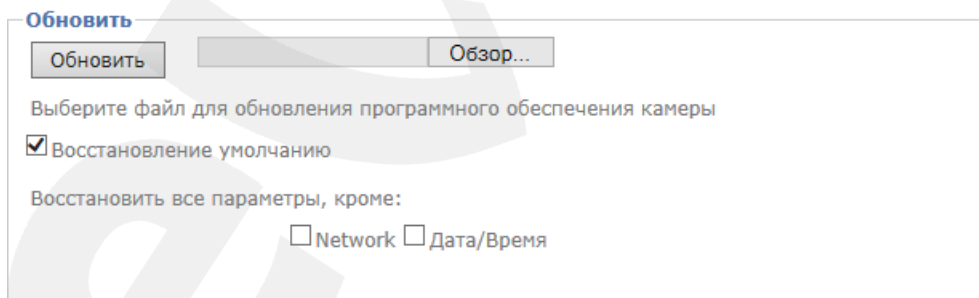 Обновить
Обновить Обзор...
Выберите файл для обновления программного обеспечения камеры
Восстановление умолчанию
Восстановить все параметры, кроме:
Network Дата/Время